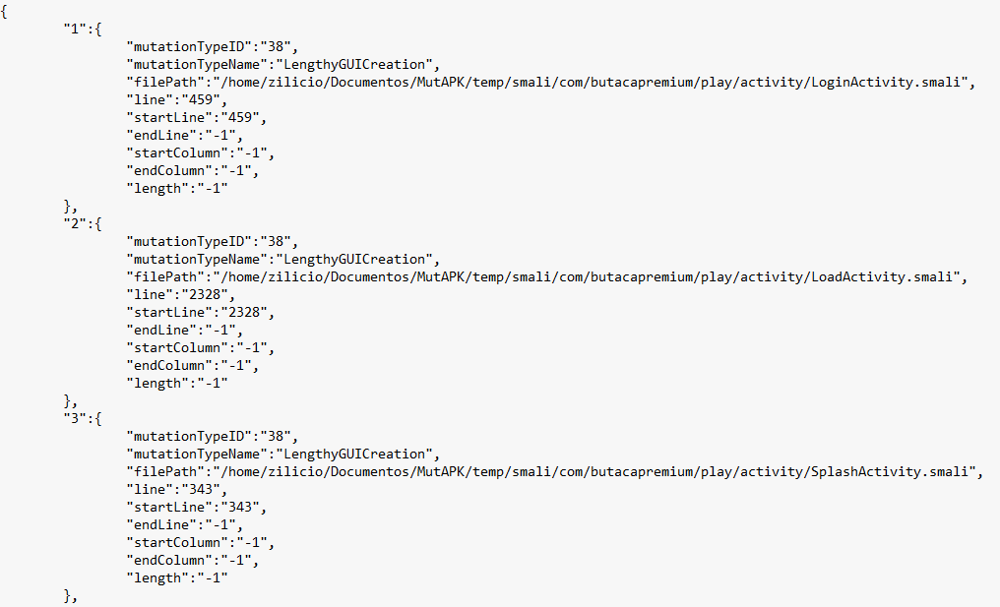 {
"1":{
"mutationTypeID":"38",
"mutationTypeName":"LengthyGUICreation",
"filePath":"/home/zilicio/Documentos/MutAPK/temp/smali/com/butacapremium/play/activity/LoginActivity.smali",
"line":"459",
"startLine":"459",
"endLine":"-1",
"startColumn":"-1",
"endColumn":"-1",
"length":"-1"
},
"2":{
"mutationTypeID":"38",
"mutationTypeName":"LengthyGUICreation",
"filePath":"/home/zilicio/Documentos/MutAPK/temp/smali/com/butacapremium/play/activity/LoadActivity.smali",
"line":"2328",
"startLine":"2328",
"endLine":"-1",
"startColumn":"-1",
"endColumn":"-1",
"length":"-1"
},
"3":{
"mutationTypeID":"38",
"mutationTypeName":"LengthyGUICreation",
"filePath":"/home/zilicio/Documentos/MutAPK/temp/smali/com/butacapremium/play/activity/SplashActivity.smali",
"line":"343",
"startLine":"343",
"endLine":"-1",
"startColumn":"-1",
"endColumn":"-1",
"length":"-1"
},